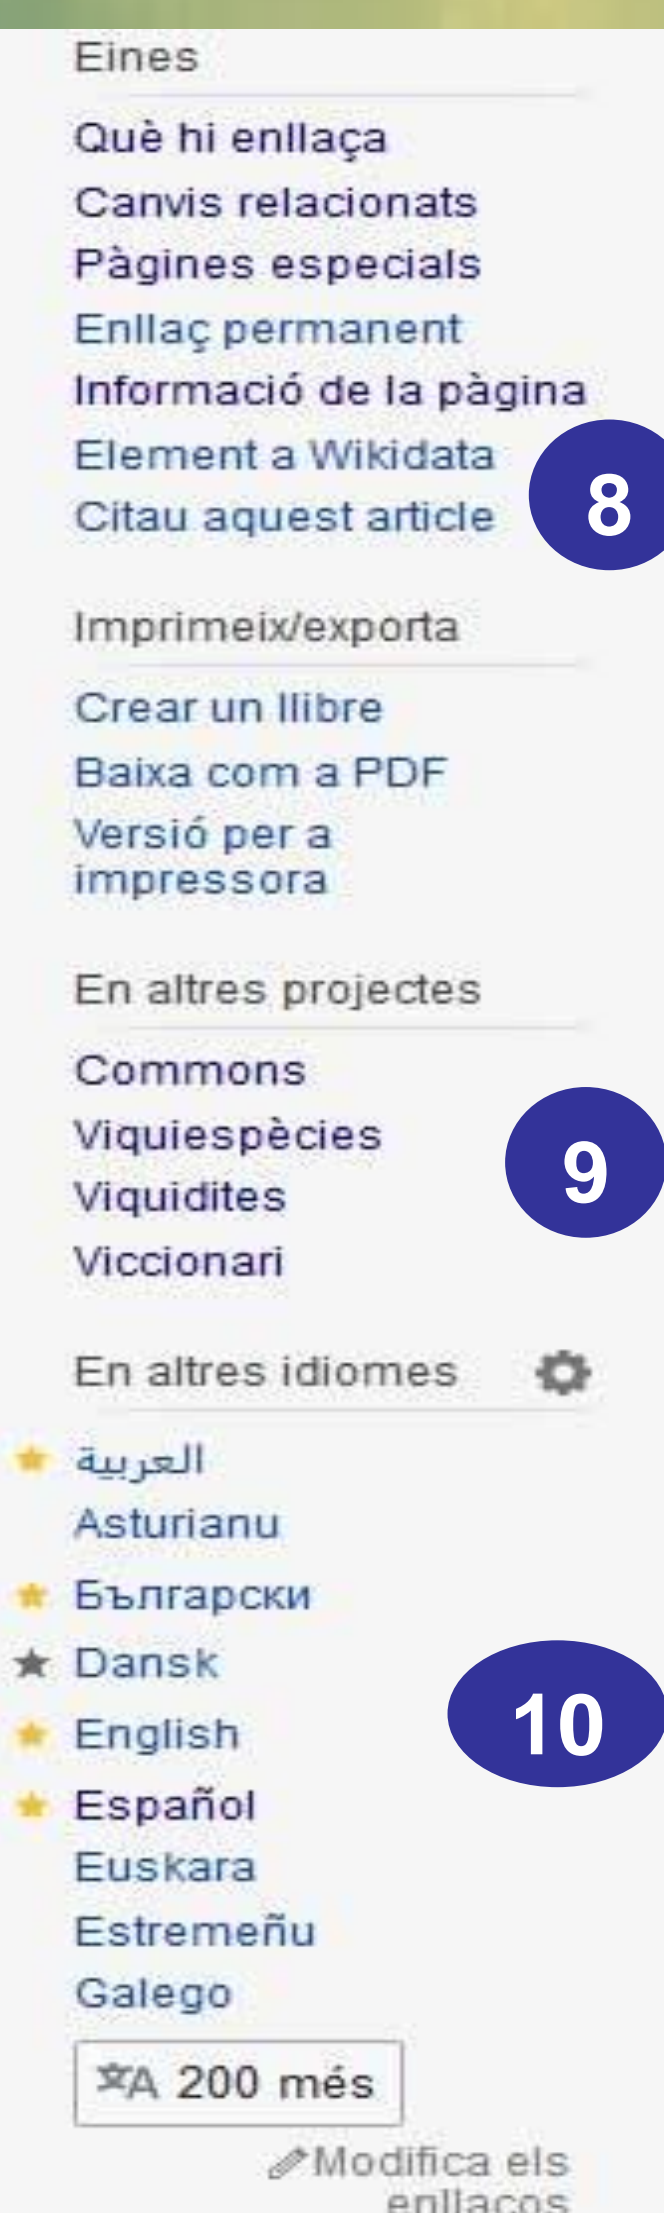 Eines
Què hi enllaça
Canvis relacionats
Pàgines especials
Enllaç permanent
Informació de la pàgina
Element a Wikidata
8
Citau aquest article
Imprimeix/exporta
Crear un llibre
Baixa com a PDF
Versió per a
impressora
En altres projectes
Commons
Viquiespècies
9
Viquidites
Viccionari
En altres idiomes
العربية
Asturianu
Български
Dansk
10
English
Español
Euskara
Estremeñu
Galego
200 més
Modifica els
enllaços